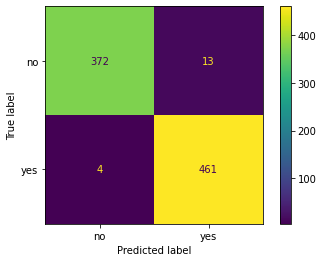 400
no 372 13
300
True label
200
yes 4 461
100
no yes
Predicted label